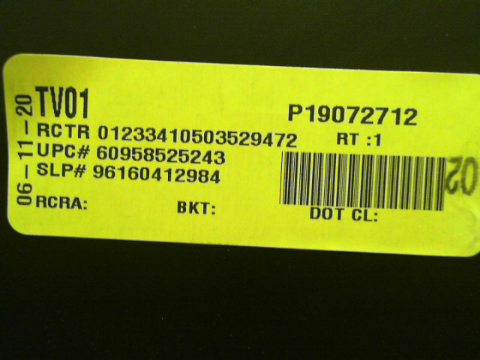 06-11-20
TV01
P19072712
RCTR 01233410503529472 RT :1
UPC# 60958525243
SLP# 96160412984
RCRA: BKT: DOT CL:
02